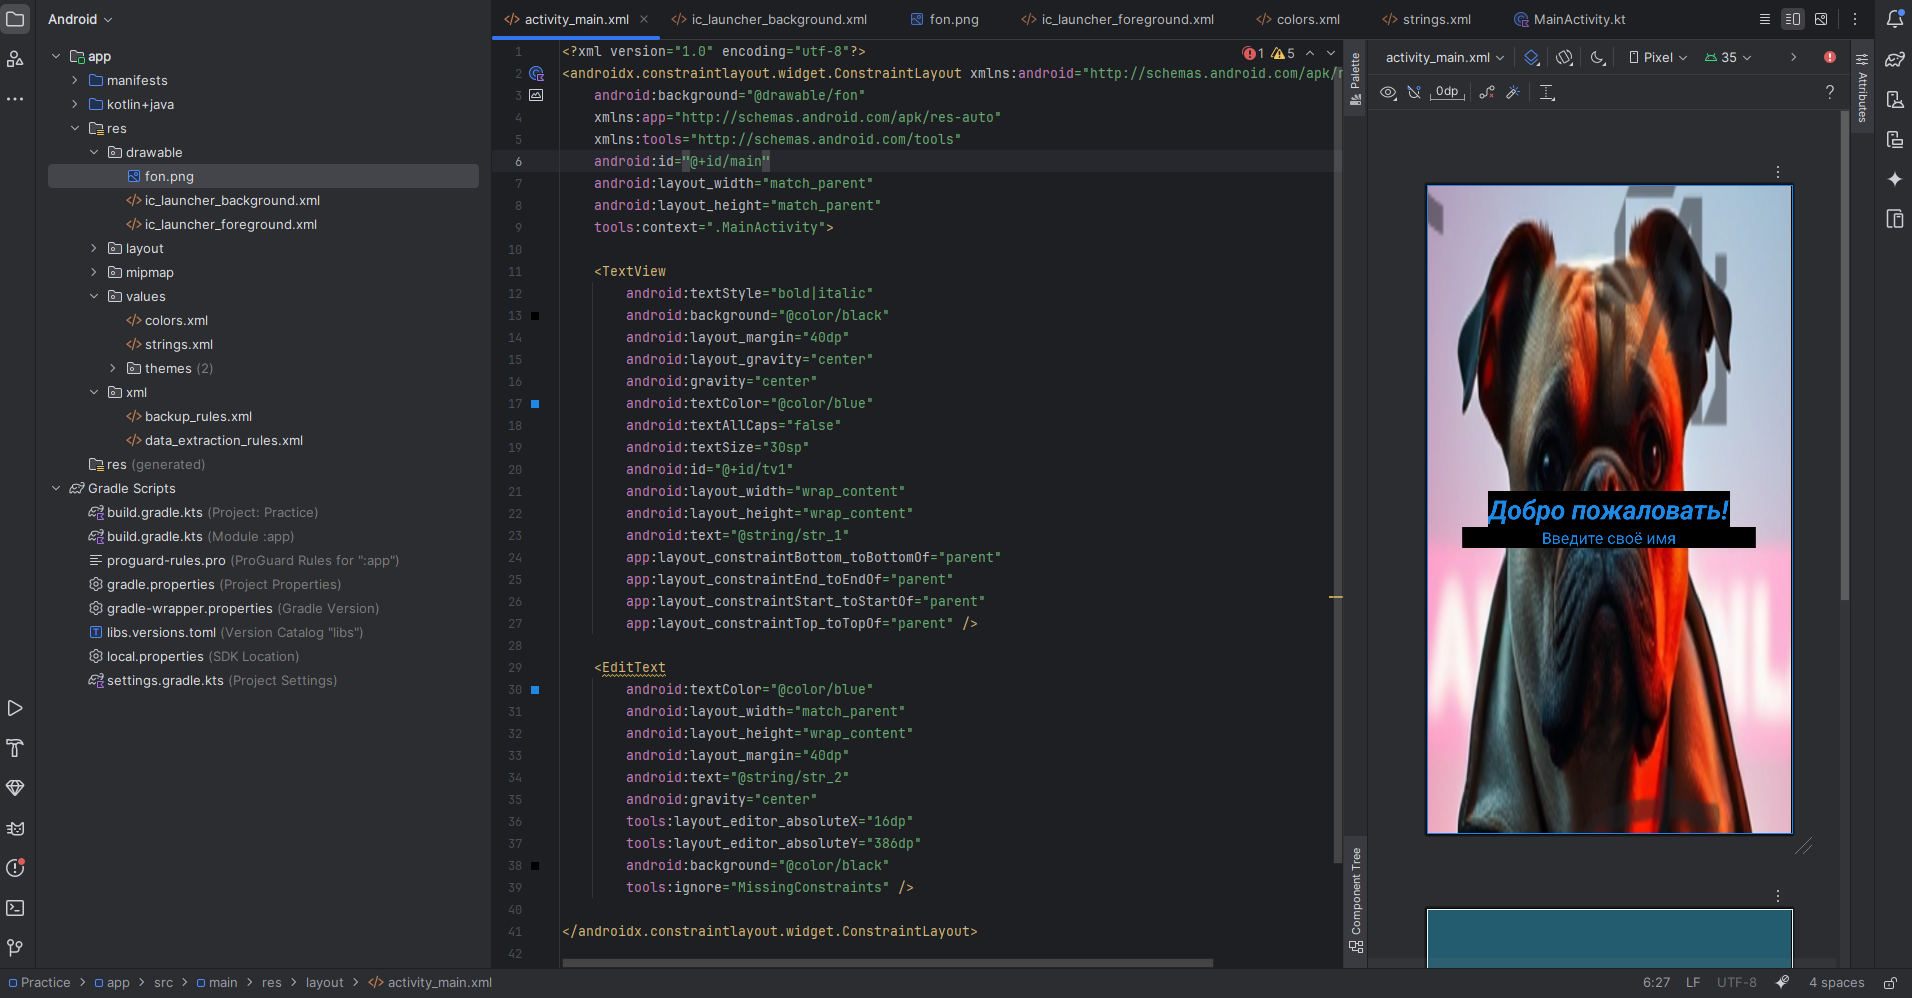 Android
activity_main.xml
ic_launcher_background.xml
fon.png
ic_launcher_foreground.xml
colors.xml
strings.xml
MainActivity.kt
app
manifests
kotlin+java
res
drawable
fon.png
ic_launcher_background.xml
ic_launcher_foreground.xml
layout
mipmap
values
colors.xml
strings.xml
themes (2)
xml
backup_rules.xml
data_extraction_rules.xml
res (generated)
Gradle Scripts
build.gradle.kts (Project: Practice)
build.gradle.kts (Module :app)
proguard-rules.pro (ProGuard Rules for ":app")
gradle.properties (Project Properties)
gradle-wrapper.properties (Gradle Version)
libs.versions.toml (Version Catalog "libs")
local.properties (SDK Location)
settings.gradle.kts (Project Settings)
1 <?xml version="1.0" encoding="utf-8"?>
2 <androidx.constraintlayout.widget.ConstraintLayout xmlns:android="http://schemas.android.com/apk/r
3 android:background="@drawable/fon"
4 xmlns:app="http://schemas.android.com/apk/res-auto"
5 xmlns:tools="http://schemas.android.com/tools"
6 android:id="@+id/main"
7 android:layout_width="match_parent"
8 android:layout_height="match_parent"
9 tools:context=".MainActivity">
10
11 <TextView
12 android:textStyle="bold|italic"
13 android:background="@color/black"
14 android:layout_margin="40dp"
15 android:layout_gravity="center"
16 android:gravity="center"
17 android:textColor="@color/blue"
18 android:textAllCaps="false"
19 android:textSize="30sp"
20 android:id="@+id/tv1"
21 android:layout_width="wrap_content"
22 android:layout_height="wrap_content"
23 android:text="@string/str_1"
24 app:layout_constraintBottom_toBottomOf="parent"
25 app:layout_constraintEnd_toEndOf="parent"
26 app:layout_constraintStart_toStartOf="parent"
27 app:layout_constraintTop_toTopOf="parent" />
28
29 <EditText
30 android:textColor="@color/blue"
31 android:layout_width="match_parent"
32 android:layout_height="wrap_content"
33 android:layout_margin="40dp"
34 android:text="@string/str_2"
35 android:gravity="center"
36 tools:layout_editor_absoluteX="16dp"
37 tools:layout_editor_absoluteY="386dp"
38 android:background="@color/black"
39 tools:ignore="MissingConstraints" />
40
41 </androidx.constraintlayout.widget.ConstraintLayout>
42
1 5
Palette
Component Tree
activity_main.xml
Pixel
35
0dp
?
Attributes
Добро пожаловать!
Введите своё имя
Practice > app > src > main > res > layout > activity_main.xml
6:27 LF UTF-8 4 spaces